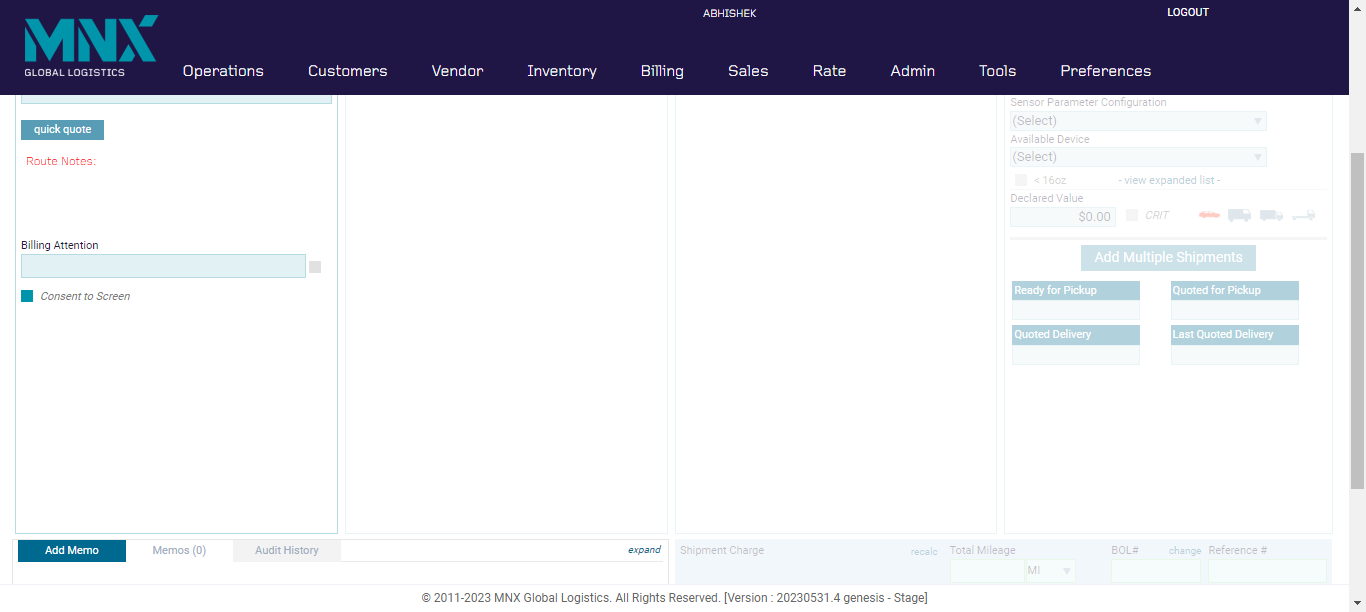 MNX
GLOBAL LOGISTICS
ABHISHEK
LOGOUT
Operations
Customers
Vendor
Inventory
Billing
Sales
Rate
Admin
Tools
Preferences
quick quote
Route Notes:
Billing Attention
Consent to Screen
Sensor Parameter Configuration
(Select)
Available Device
(Select)
< 16oz
- view expanded list -
Declared Value
$0.00
CRIT
Add Multiple Shipments
Ready for Pickup
Quoted for Pickup
Quoted Delivery
Last Quoted Delivery
Add Memo
Memos (0)
Audit History
expand
Shipment Charge
recalc
Total Mileage
MI
BOL#
change
Reference #
© 2011-2023 MNX Global Logistics. All Rights Reserved. [Version : 20230531.4 genesis - Stage]